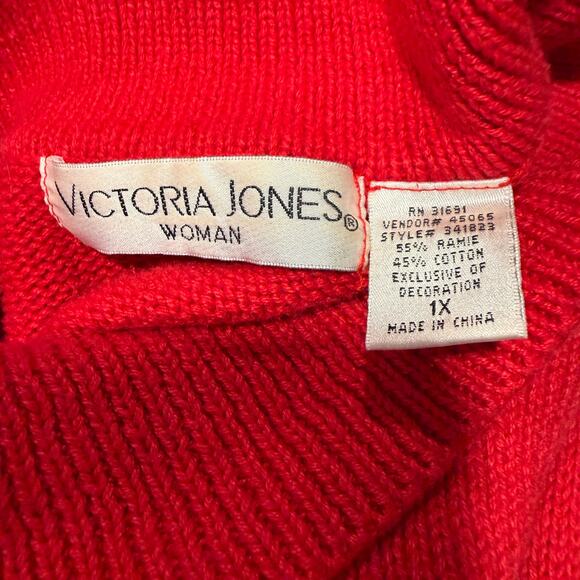 VICTORIA JONES®
WOMAN
RN 31691
VENDOR# 45065
STYLE# 341823
55% RAMIE
45% COTTON
EXCLUSIVE OF
DECORATION
1X
MADE IN CHINA